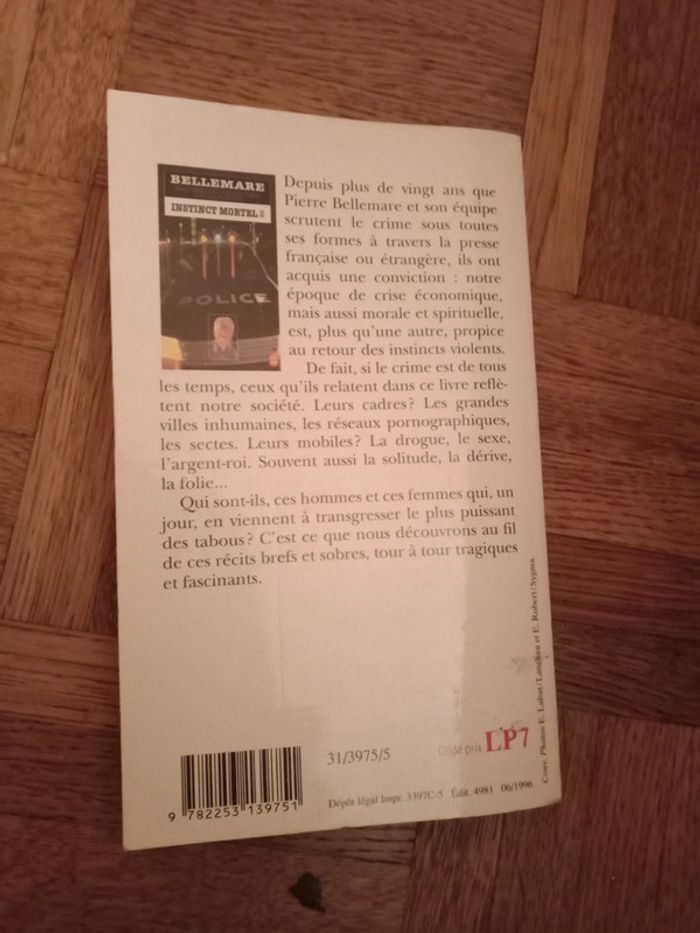 BELLEMARE
INSTINCT MORTEL 2
POLICE
Depuis plus de vingt ans que
Pierre Bellemare et son équipe
scrutent le crime sous toutes
ses formes à travers la presse
française ou étrangère, ils ont
acquis une conviction : notre
époque de crise économique,
mais aussi morale et spirituelle,
est, plus qu'une autre, propice
au retour des instincts violents.
De fait, si le crime est de tous
les temps, ceux qu'ils relatent dans ce livre reflè-
tent notre société. Leurs cadres? Les grandes
villes inhumaines, les réseaux pornographiques,
les sectes. Leurs mobiles? La drogue, le sexe,
l'argent-roi. Souvent aussi la solitude, la dérive,
la folie...
Qui sont-ils, ces hommes et ces femmes qui, un
jour, en viennent à transgresser le plus puissant
des tabous? C'est ce que nous découvrons au fil
de ces récits brefs et sobres, tour à tour tragiques
et fascinants.
Couv. Photos E. Labat/ et E. Robert/Sygma.
31/3975/5
Code prix LP7
9 782253 139751
Dépôt légal Impr. 3397C-5 Édit. 4981 06/1996